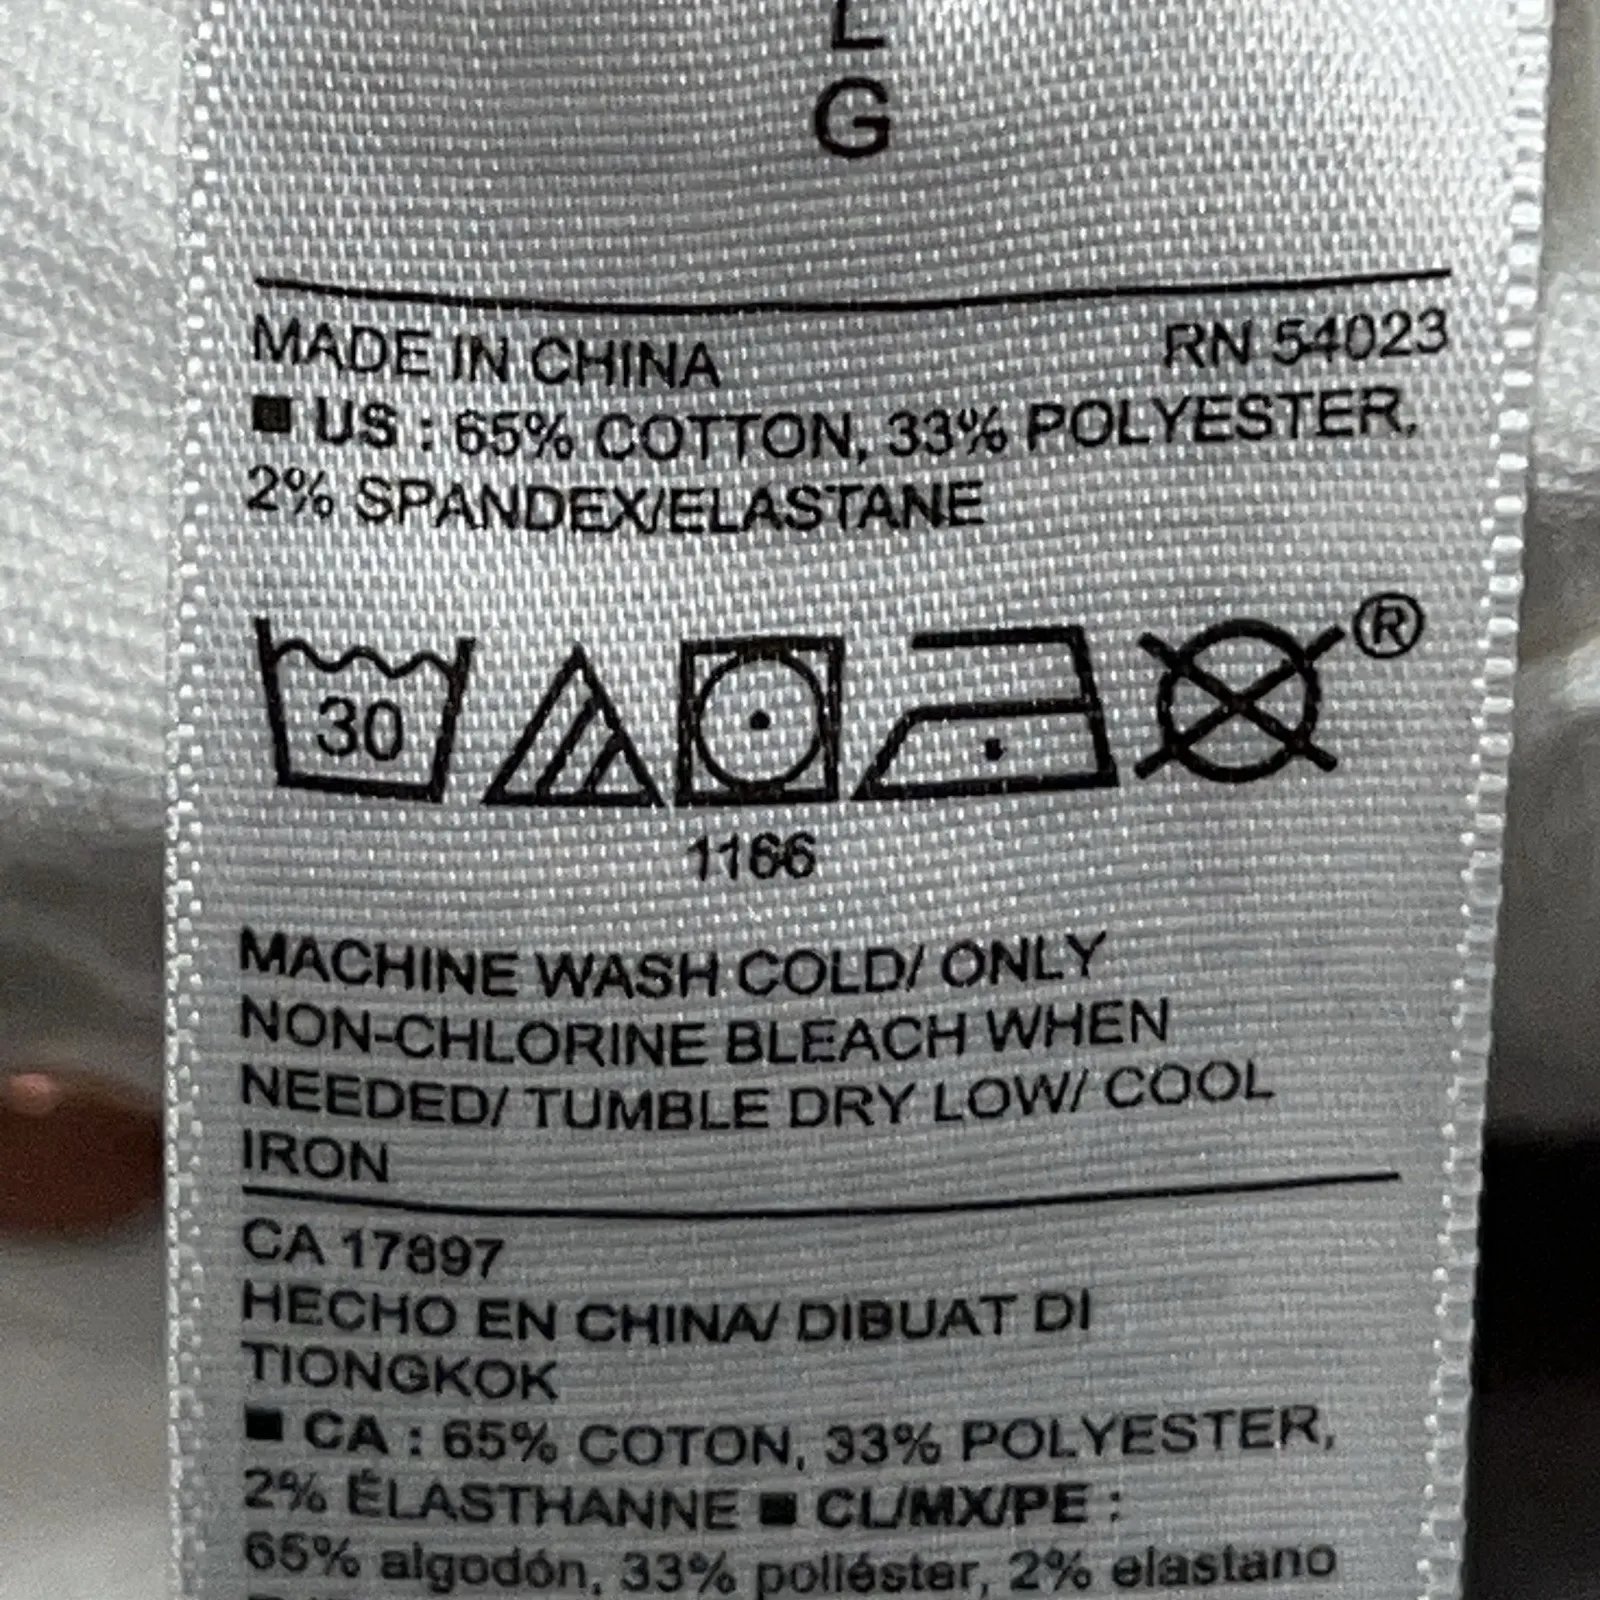 L
G
MADE IN CHINA RN 54023
■ US : 65% COTTON, 33% POLYESTER,
2% SPANDEX/ELASTANE
30 ®
1166
MACHINE WASH COLD/ ONLY
NON-CHLORINE BLEACH WHEN
NEEDED/ TUMBLE DRY LOW/ COOL
IRON
CA 17897
HECHO EN CHINA/ DIBUAT DI
TIONGKOK
■ CA : 65% COTON, 33% POLYESTER,
2% ÉLASTHANNE ■ CL/MX/PE :
65% algodón, 33% poliéster, 2% elastano